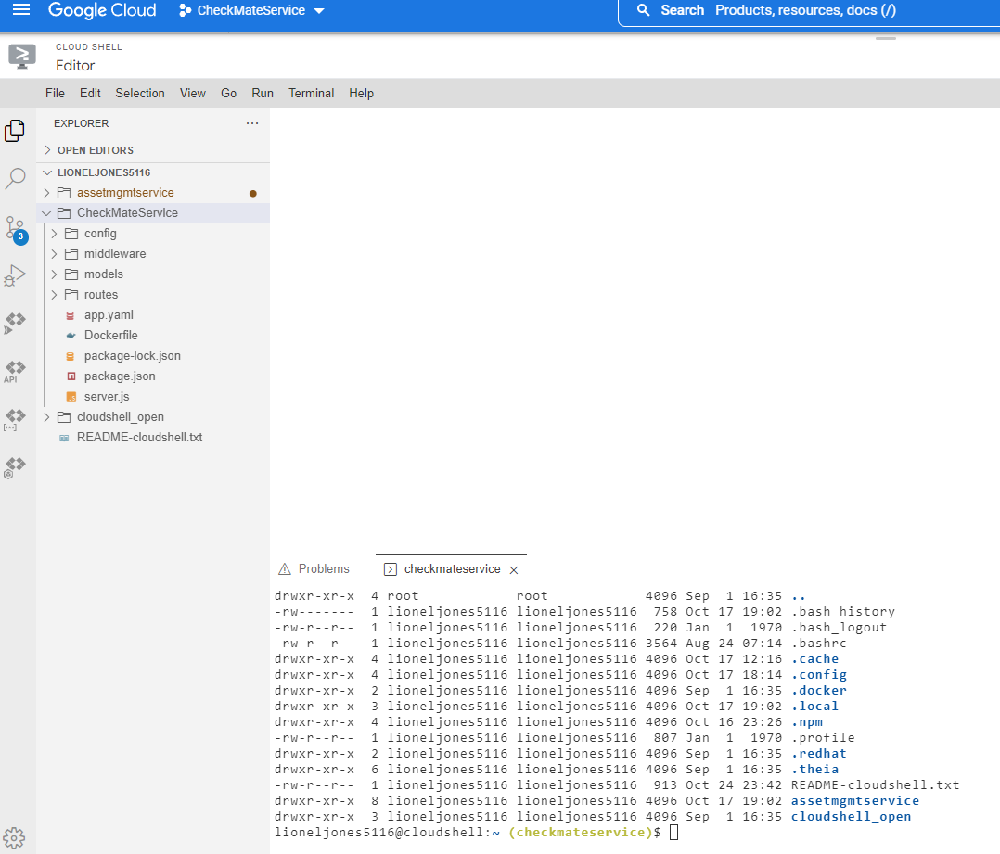 Google Cloud CheckMateService Search Products, resources, docs (/)
CLOUD SHELL
Editor
File Edit Selection View Go Run Terminal Help
EXPLORER ...
OPEN EDITORS
LIONELJONES5116
assetmgmtservice
CheckMateService
config
3
middleware
models
routes
app.yaml
Dockerfile
package-lock.json
API
package.json
JS server.js
cloudshell_open
README-cloudshell.txt
Problems checkmateservice
drwxr-xr-x 4 root root 4096 Sep 1 16:35 ..
-rw------- 1 lioneljones5116 lioneljones5116 758 Oct 17 19:02 .bash_history
-rw-r--r-- 1 lioneljones5116 lioneljones5116 220 Jan 1 1970 .bash_logout
-rw-r--r-- 1 lioneljones5116 lioneljones5116 3564 Aug 24 07:14 .bashrc
drwxr-xr-x 4 lioneljones5116 lioneljones5116 4096 Oct 17 12:16 .cache
drwxr-xr-x 4 lioneljones5116 lioneljones5116 4096 Oct 17 18:14 .config
drwxr-xr-x 2 lioneljones5116 lioneljones5116 4096 Sep 1 16:35 .docker
drwxr-xr-x 3 lioneljones5116 lioneljones5116 4096 Oct 17 19:02 .local
drwxr-xr-x 4 lioneljones5116 lioneljones5116 4096 Oct 16 23:26 .npm
-rw-r--r-- 1 lioneljones5116 lioneljones5116 807 Jan 1 1970 .profile
drwxr-xr-x 2 lioneljones5116 lioneljones5116 4096 Sep 1 16:35 .redhat
drwxr-xr-x 6 lioneljones5116 lioneljones5116 4096 Sep 1 16:35 .theia
-rw-r--r-- 1 lioneljones5116 lioneljones5116 913 Oct 24 23:42 README-cloudshell.txt
drwxr-xr-x 8 lioneljones5116 lioneljones5116 4096 Oct 17 19:02 assetmgmtservice
drwxr-xr-x 3 lioneljones5116 lioneljones5116 4096 Sep 1 16:35 cloudshell_open
lioneljones5116@cloudshell:~ (checkmateservice)$